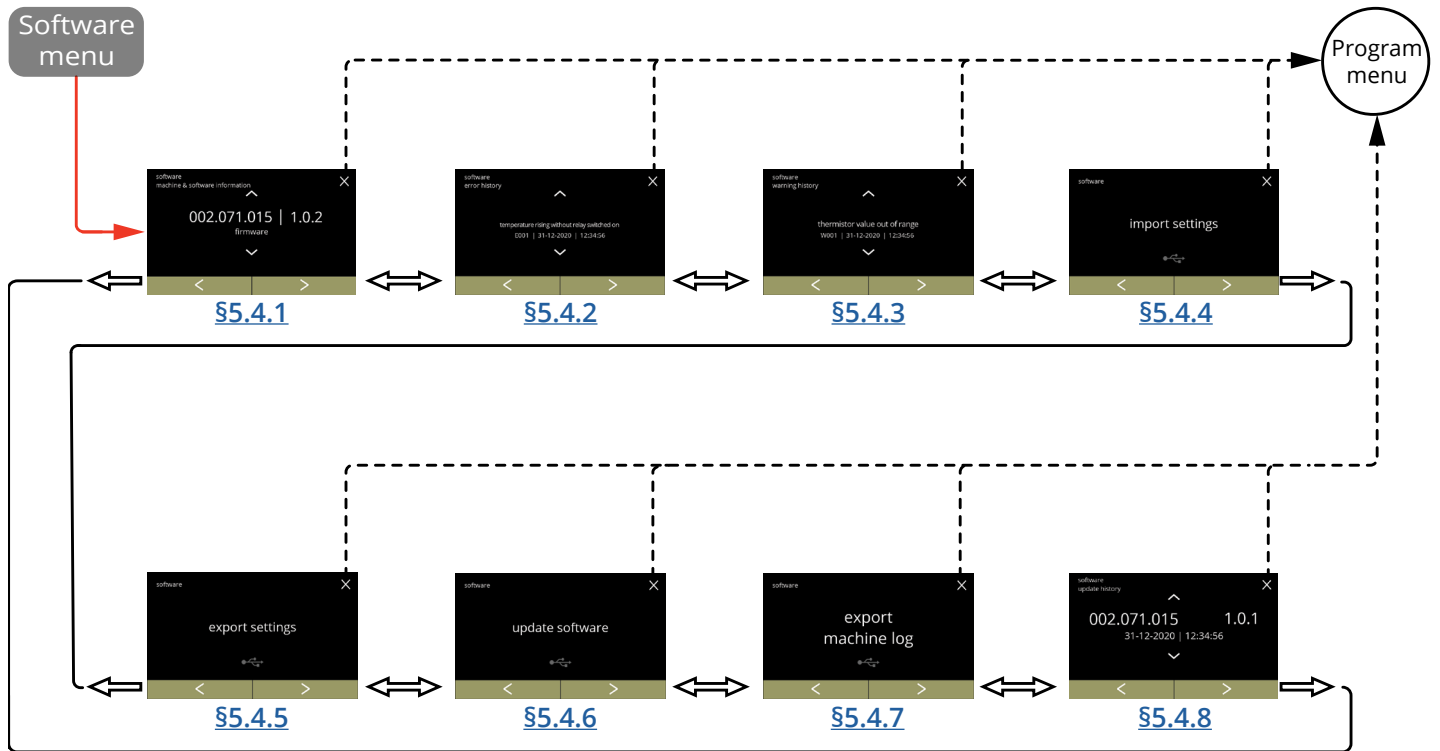 Software
menu
Program
menu
software
machine & software information
002.071.015 | 1.0.2
firmware
§5.4.1
software
error history
temperature rising without relay switched on
E001 | 31-12-2020 | 12:34:56
§5.4.2
software
warning history
thermistor value out of range
W001 | 31-12-2020 | 12:34:56
§5.4.3
software
import settings
§5.4.4
software
export settings
§5.4.5
software
update software
§5.4.6
software
export
machine log
§5.4.7
software
update history
002.071.015 1.0.1
31-12-2020 | 12:34:56
§5.4.8